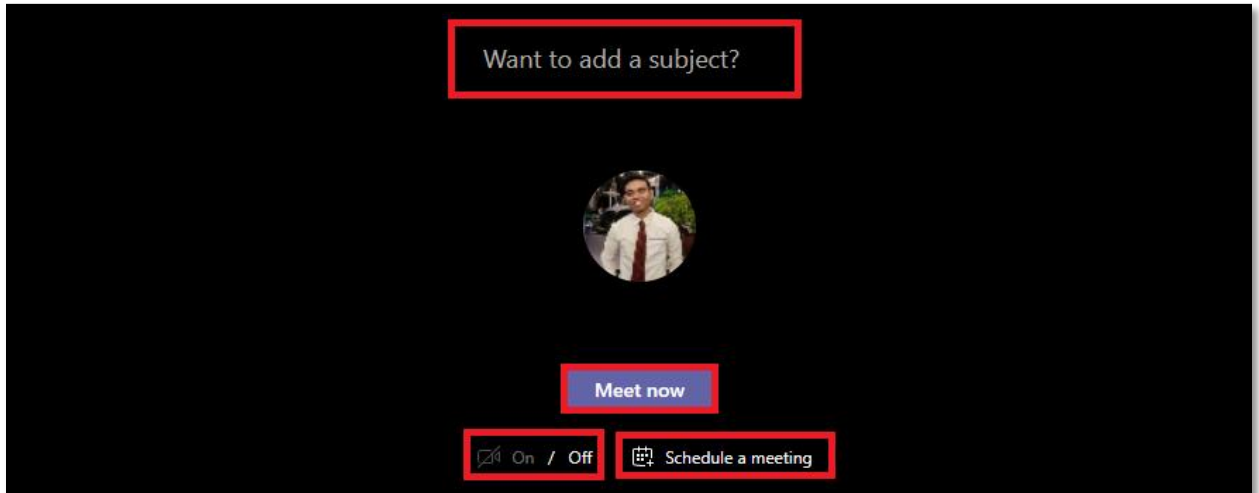 Want to add a subject?
Meet now
On / Off
Schedule a meeting